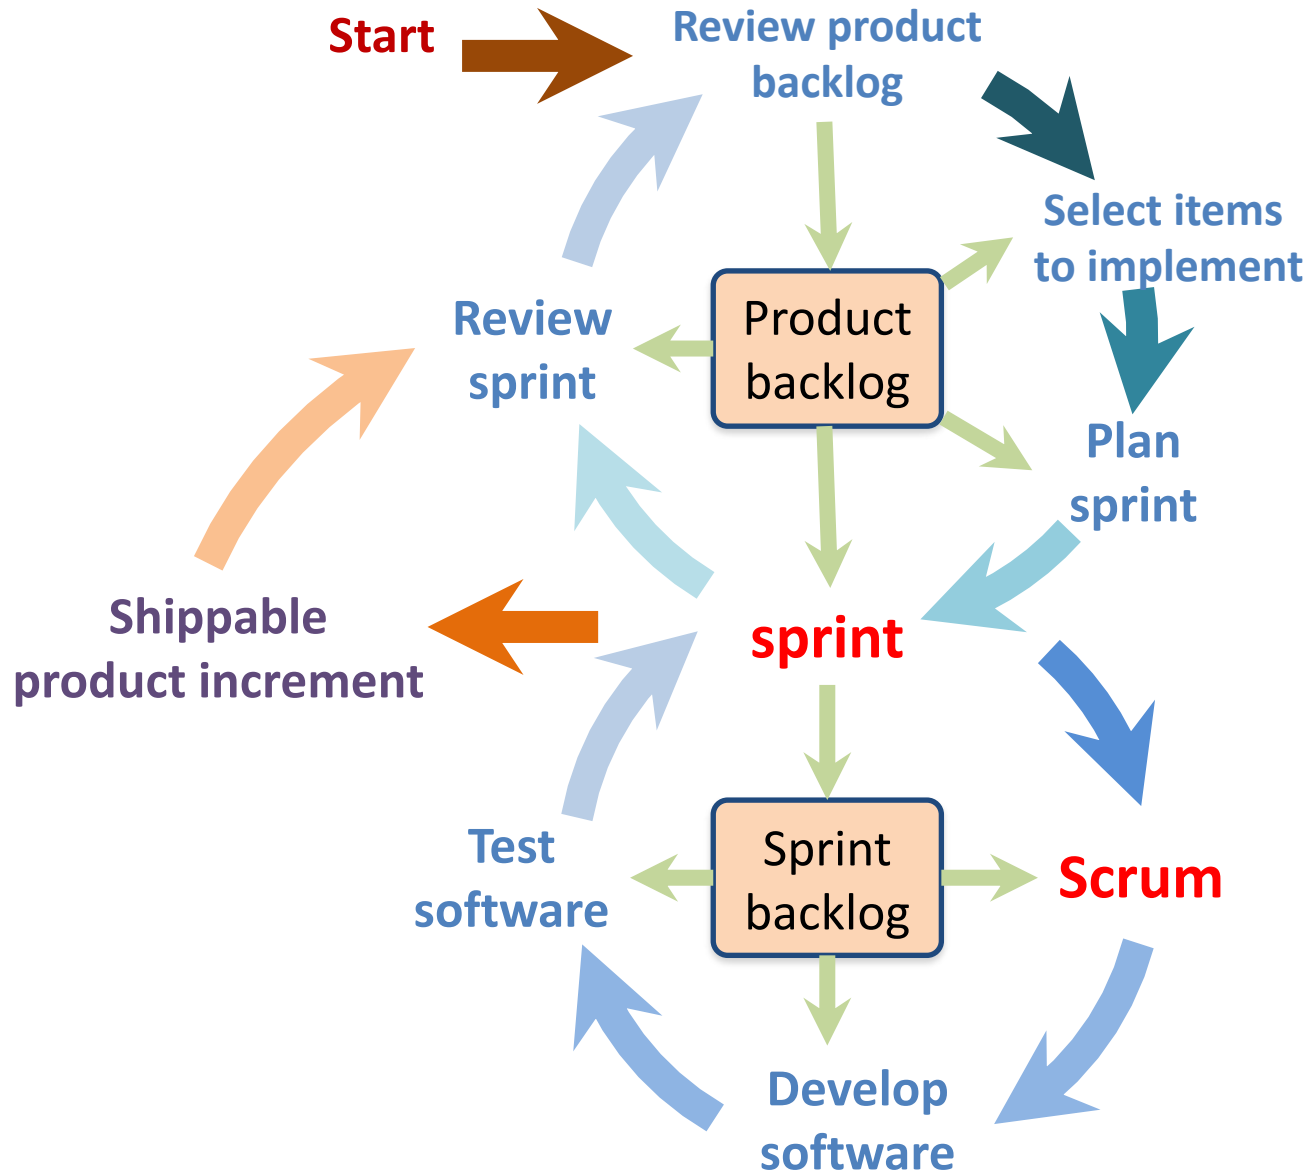 Start
Review product
backlog
Select items
to implement
Product
backlog
Review
sprint
Plan
sprint
sprint
Shippable
product increment
Sprint
backlog
Test
software
Scrum
Develop
software